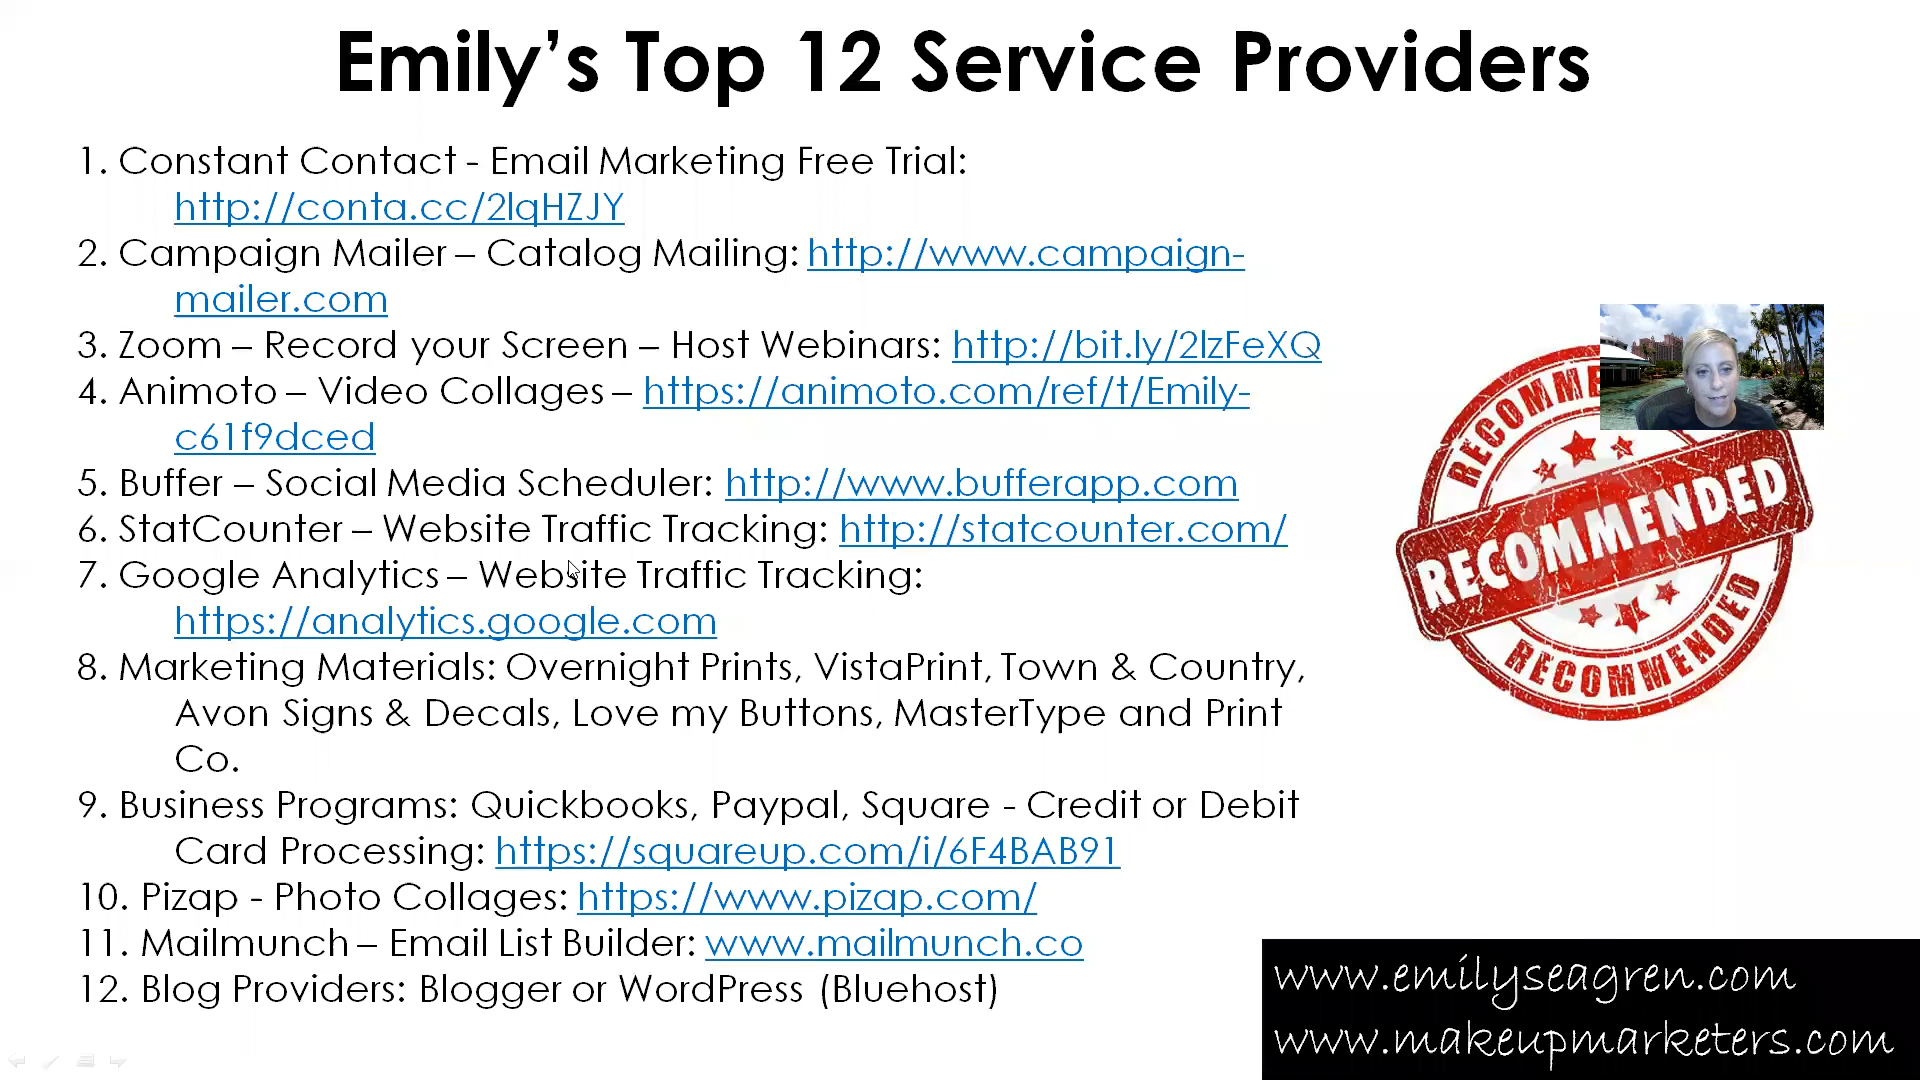 Emily’s Top 12 Service Providers
1. Constant Contact - Email Marketing Free Trial:
http://conta.cc/2lqHZJY
2. Campaign Mailer – Catalog Mailing: http://www.campaign-
mailer.com
3. Zoom – Record your Screen – Host Webinars: http://bit.ly/2lzFeXQ
4. Animoto – Video Collages – https://animoto.com/ref/t/Emily-
c61f9dced
5. Buffer – Social Media Scheduler: http://www.bufferapp.com
6. StatCounter – Website Traffic Tracking: http://statcounter.com/
7. Google Analytics – Website Traffic Tracking:
https://analytics.google.com
8. Marketing Materials: Overnight Prints, VistaPrint, Town & Country,
Avon Signs & Decals, Love my Buttons, MasterType and Print
Co.
9. Business Programs: Quickbooks, Paypal, Square - Credit or Debit
Card Processing: https://squareup.com/i/6F4BAB91
10. Pizap - Photo Collages: https://www.pizap.com/
11. Mailmunch – Email List Builder: www.mailmunch.co
12. Blog Providers: Blogger or WordPress (Bluehost)
RECOMME
RECOMMENDED
RECOMMENDED
www.emilyseagren.com
www.makeupmarketers.com